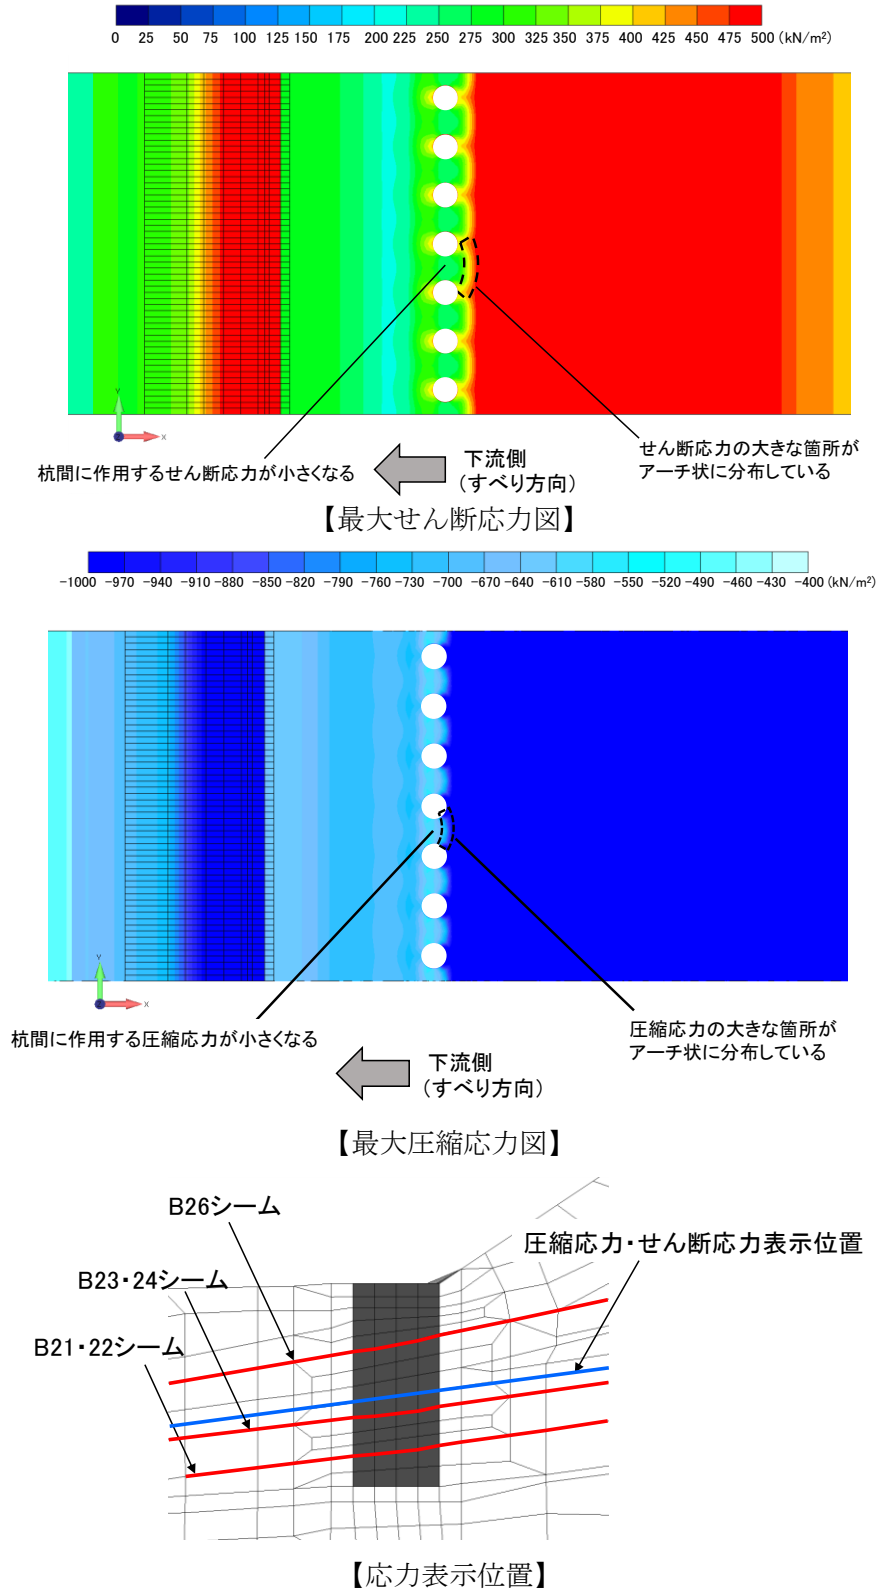 0 25 50 75 100 125 150 175 200 225 250 275 300 325 350 375 400 425 450 475 500 (kN/m²)
Y
X
杭間に作用するせん断応力が小さくなる
下流側
(すべり方向)
せん断応力の大きな箇所が
アーチ状に分布している
【最大せん断応力図】
-1000 -970 -940 -910 -880 -850 -820 -790 -760 -730 -700 -670 -640 -610 -580 -550 -520 -490 -460 -430 -400 (kN/m²)
Y
X
杭間に作用する圧縮応力が小さくなる
圧縮応力の大きな箇所が
アーチ状に分布している
下流側
(すべり方向)
【最大圧縮応力図】
B26シーム
圧縮応力・せん断応力表示位置
B23・24シーム
B21・22シーム
【応力表示位置】